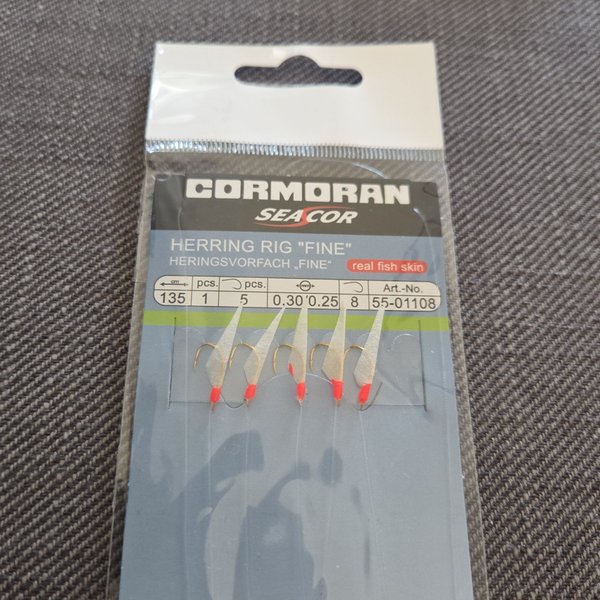 CORMORAN
SEACOR
HERRING RIG "FINE"
HERINGSVORFACH „FINE“ real fish skin
cm pcs. pcs. mm Art.-No.
135 1 5 0.30/0.25 8 55-01108